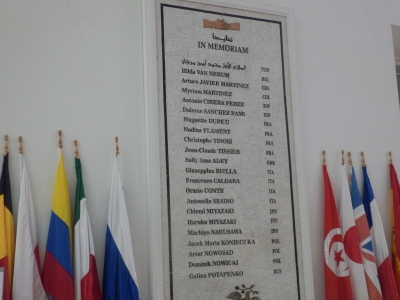 IN MEMORIAM
TUN
Hilda VAN NERUM BEL
Arturo JAVIER MARTINEZ COL
Myriam MARTINEZ COL
Antonio CIRERA PEREZ ESP
Dolores SANCHEZ RAMI ESP
Huguette DUPEU FRA
Nadine FLAMENT FRA
Christophe TINOIS FRA
Jean-Claude TISSIER FRA
Sally Jane ADEY GBR
Giuseppina BIELLA ITA
Francesco CALDARA ITA
Orazio CONTE ITA
Antonella SESINO ITA
Chiemi MIYAZAKI JPN
Haruka MIYAZAKI JPN
Machiyo NARUSAWA JPN
Jacek Maria KONIECZKA POL
Artur NOWOSAD POL
Dominik NOWICKI POL
Galina POTAPENKO RUS